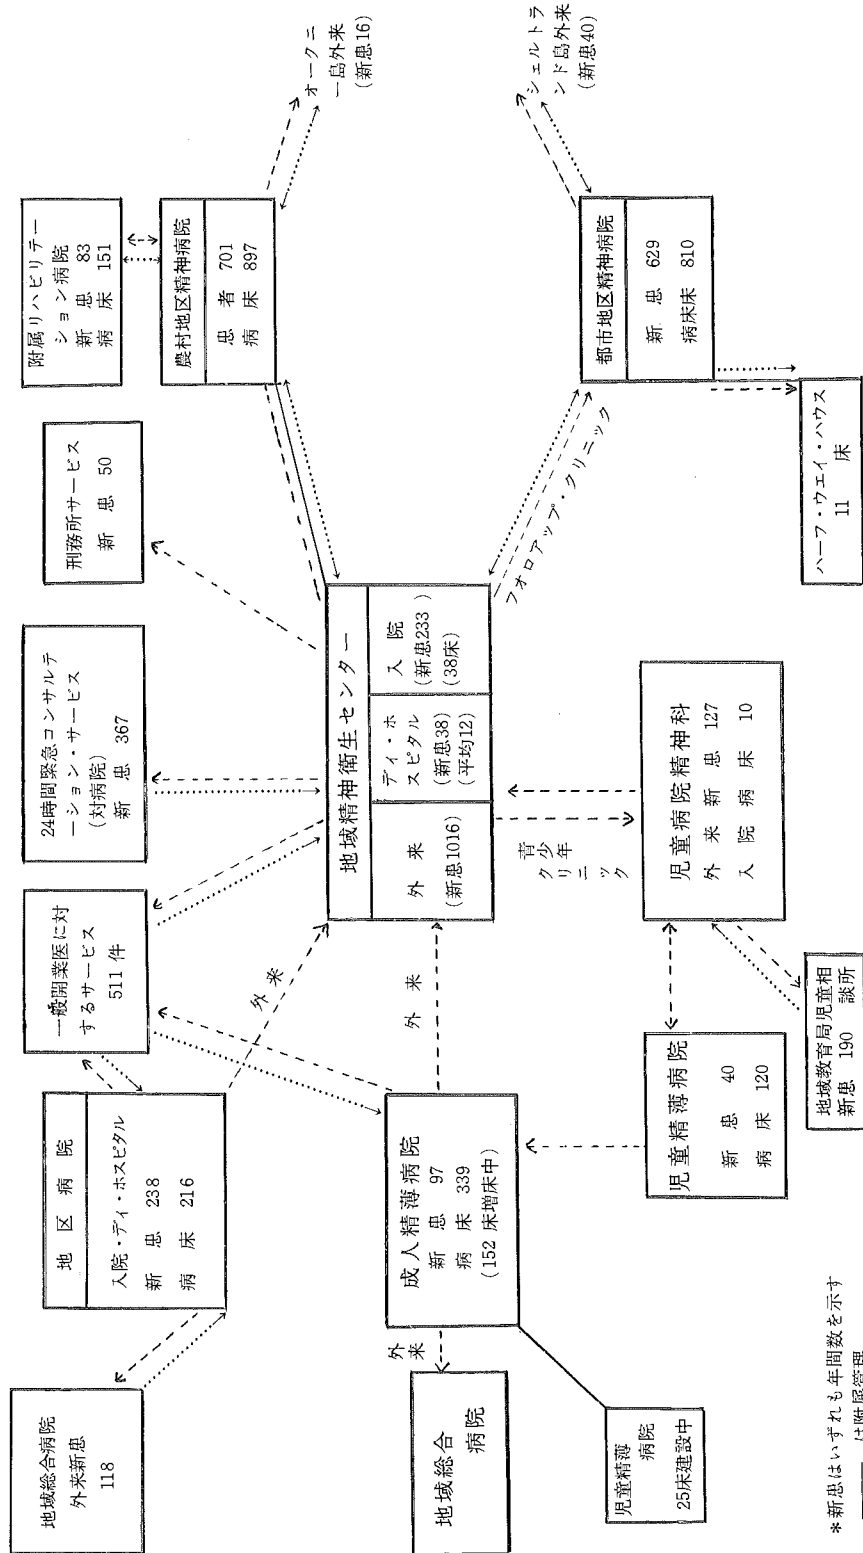 地域総合病院
外来新患
118
地区病院
入院・デイ・ホスピタル
新患 238
病床 216
一般開業医に対
するサービス
511 件
24時間緊急コンサルテ
ーション・サービス
(対病院)
新患 367
刑務所サービス
新患 50
附属リハビリテー
ション病院
新患 83
病床 151
農村地区精神病院
患者 701
病床 897
オークニ
ー島外来
(新患16)
地域総合
病院
外来
成人精薄病院
新患 97
病床 339
(152 床増床中)
外来
外来
地域精神衛生センター
外来
(新患1016)
デイ・ホ
スピタル
(新患38)
(平均12)
入院
(新患233)
(38床)
フオロアップ・クリニック
都市地区精神病院
新患 629
病床床 810
シェルトラ
ンド島外来
(新患40)
児童精薄
病院
25床建設中
児童精薄病院
新患 40
病床 120
青少年
クリニ
ック
児童病院精神科
外来新患 127
入院病床 10
地域教育局児童相
談所
新患 190
ハーフ・ウエイ・ハウス
11 床
*新患はいずれも年間数を示す
は附属管理